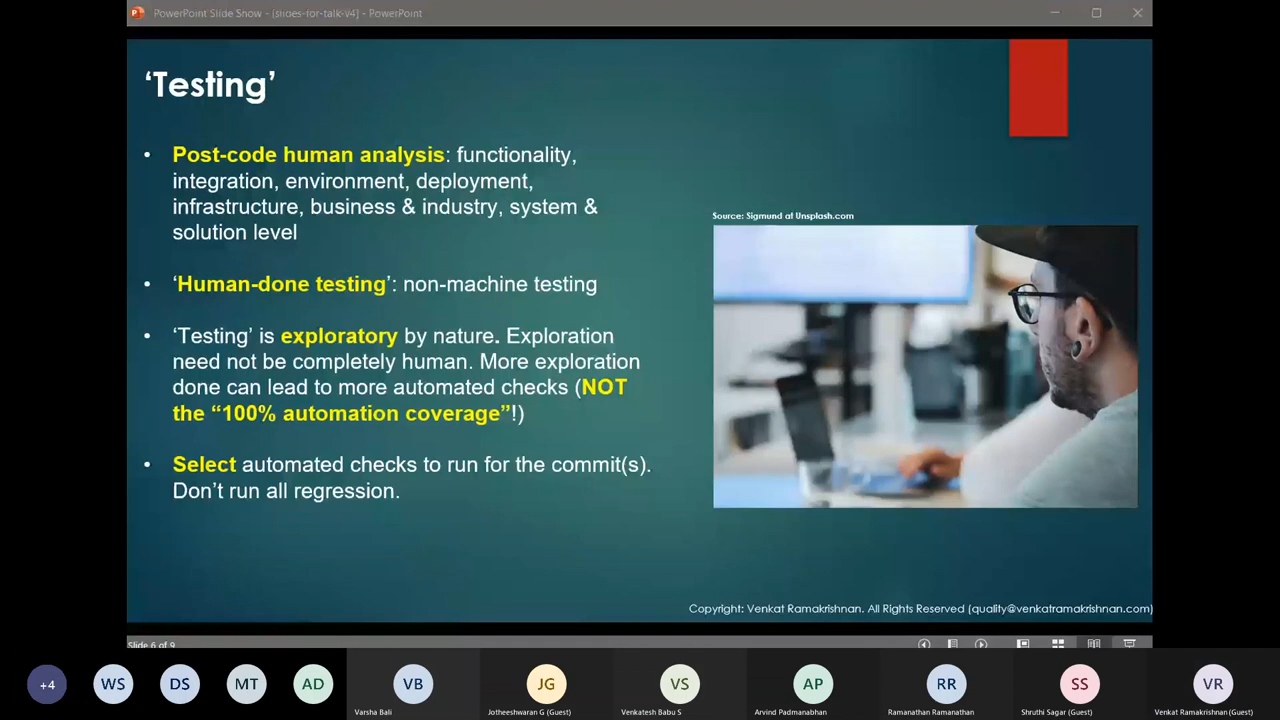 PowerPoint Slide Show - [slides-for-talk-v4] - PowerPoint
‘Testing’
• Post-code human analysis: functionality,
integration, environment, deployment,
infrastructure, business & industry, system &
solution level
• ‘Human-done testing’: non-machine testing
• ‘Testing’ is exploratory by nature. Exploration
need not be completely human. More exploration
done can lead to more automated checks (NOT
the “100% automation coverage”!)
• Select automated checks to run for the commit(s).
Don’t run all regression.
Source: Sigmund at Unsplash.com
Copyright: Venkat Ramakrishnan. All Rights Reserved (quality@venkatramakrishnan.com)
Slide 6 of 9
+4 WS DS MT AD VB JG VS AP RR SS VR
Varsha Bali Jotheeshwaran G (Guest) Venkatesh Babu S Arvind Padmanabhan Ramanathan Ramanathan Shruthi Sagar (Guest) Venkat Ramakrishnan (Guest)